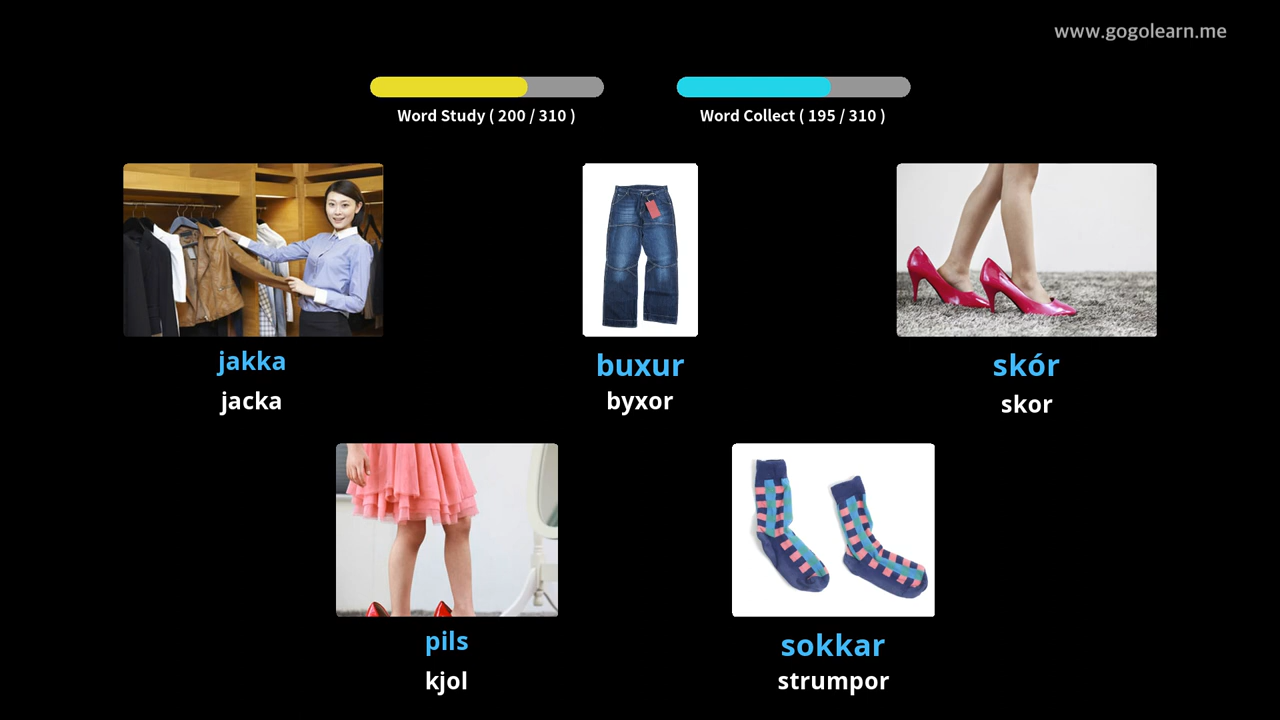 www.gogolearn.me
Word Study ( 200 / 310 )
Word Collect ( 195 / 310 )
jakka
jacka
buxur
byxor
skór
skor
pils
kjol
sokkar
strumpor